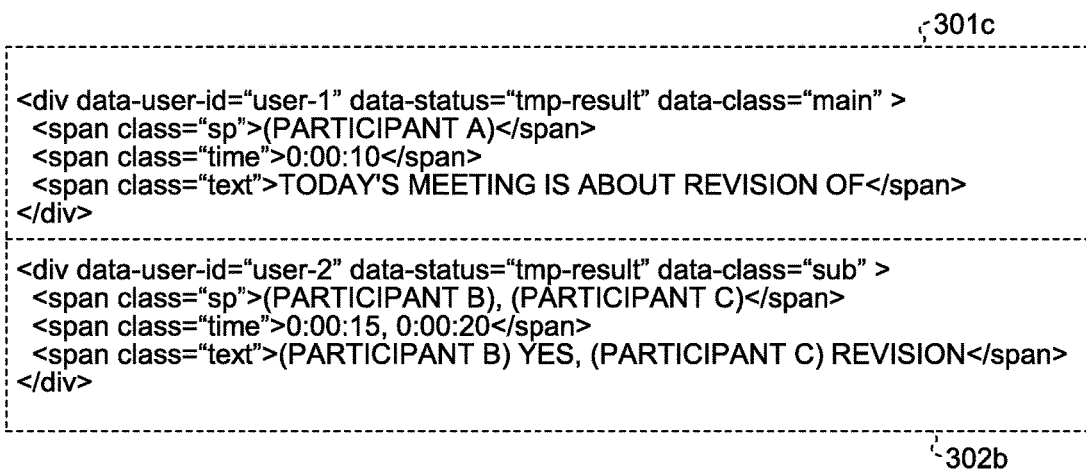 301c
<div data-user-id=“user-1” data-status=“tmp-result” data-class=“main” >
<span class=“sp”>(PARTICIPANT A)</span>
<span class=“time”>0:00:10</span>
<span class=“text”>TODAY'S MEETING IS ABOUT REVISION OF</span>
</div>
<div data-user-id=“user-2” data-status=“tmp-result” data-class=“sub” >
<span class=“sp”>(PARTICIPANT B), (PARTICIPANT C)</span>
<span class=“time”>0:00:15, 0:00:20</span>
<span class=“text”>(PARTICIPANT B) YES, (PARTICIPANT C) REVISION</span>
</div>
302b